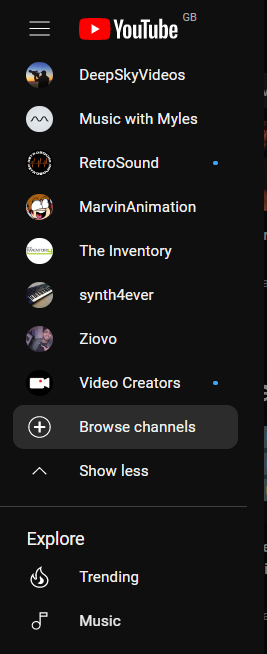 YouTube GB
DeepSkyVideos
Music with Myles
RetroSound
MarvinAnimation
The Inventory
synth4ever
Ziovo
Video Creators
Browse channels
Show less
Explore
Trending
Music